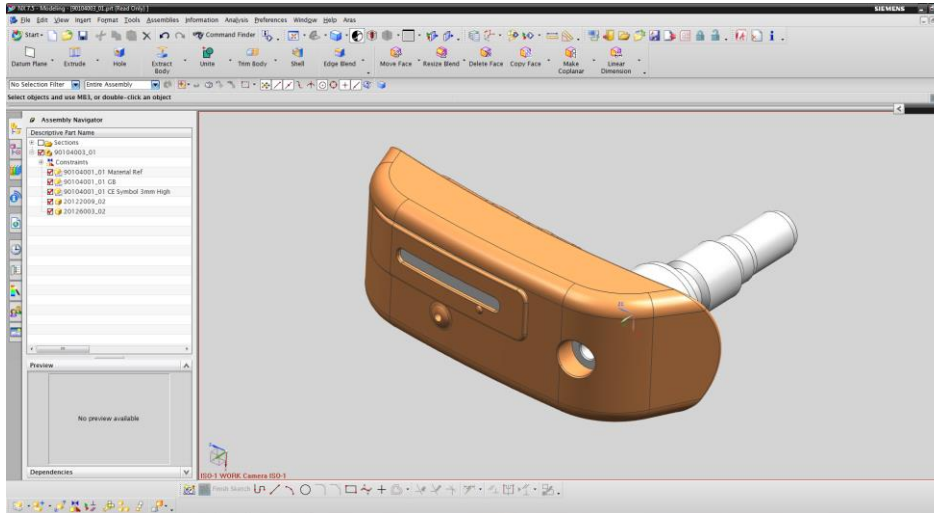 NX 7.5 - Modeling - [90104003_01.prt (Read Only) ]
SIEMENS
File Edit View Insert Format Tools Assemblies Information Analysis Preferences Window Help Aras
Start Command Finder
Datum Plane Extrude Hole Extract Body Unite Trim Body Shell Edge Blend Move Face Resize Blend Delete Face Copy Face Make Coplanar Linear Dimension
No Selection Filter Entire Assembly
Select objects and use MB3, or double-click an object
Assembly Navigator
Descriptive Part Name
Sections
90104003_01
Constraints
90104001_01 Material Ref
90104001_01 GB
90104001_01 CE Symbol 3mm High
20122009_02
20126003_02
Preview
No preview available
Dependencies
ISO-1 WORK Camera ISO-1
Finish Sketch